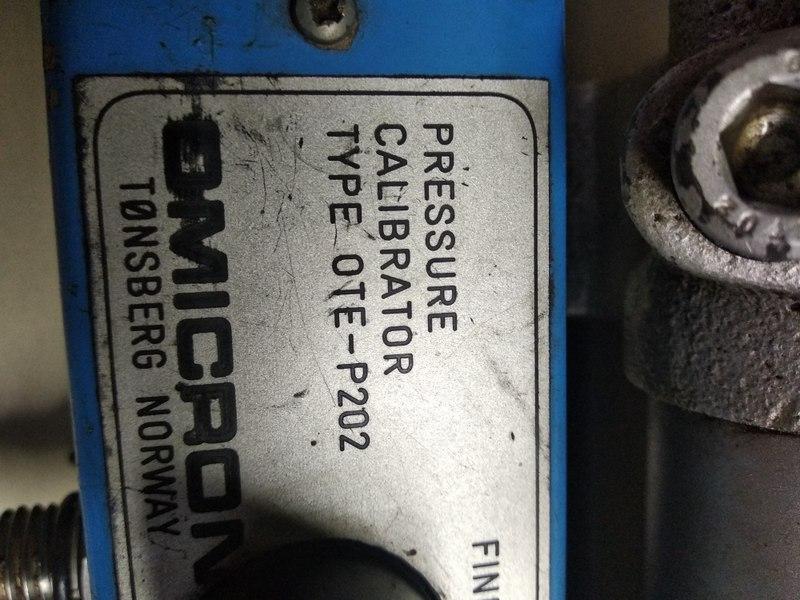 PRESSURE
CALIBRATOR
TYPE OTE-P202
OMICRON
TØNSBERG NORWAY